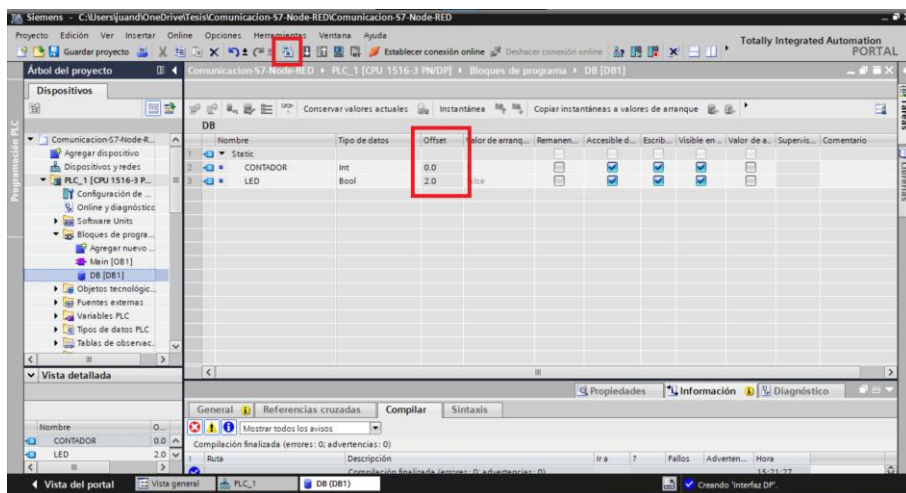 Siemens - C:\Users\juand\OneDrive\Tesis\Comunicacion-S7-Node-RED\Comunicacion-S7-Node-RED
Proyecto Edición Ver Insertar Online Opciones Herramientas Ventana Ayuda
Totally Integrated Automation
PORTAL
Guardar proyecto Establecer conexión online Deshacer conexión online
Árbol del proyecto
Comunicacion-S7-Node-RED PLC_1 [CPU 1516-3 PN/DP] Bloques de programa DB [DB1]
Dispositivos
Conservar valores actuales Instantánea Copiar instantáneas a valores de arranque
DB
Nombre Tipo de datos Offset Valor de arranq... Remanen... Accesible d... Escrib... Visible en ... Valor de a... Supervis... Comentario
1 Static
2 CONTADOR Int 0.0
3 LED Bool 2.0 false
Programación PLC
Comunicacion-S7-Node-R...
Agregar dispositivo
Dispositivos y redes
PLC_1 [CPU 1516-3 P...
Configuración de ...
Online y diagnóstico
Software Units
Bloques de progra...
Agregar nuevo ...
Main [OB1]
DB [DB1]
Objetos tecnológic...
Fuentes externas
Variables PLC
Tipos de datos PLC
Tablas de observac...
Tareas
Librerías
Vista detallada
Nombre O...
CONTADOR 0.0
LED 2.0
Propiedades Información Diagnóstico
General Referencias cruzadas Compilar Sintaxis
Mostrar todos los avisos
Compilación finalizada (errores: 0; advertencias: 0)
! Ruta Descripción Ir a ? Fallos Adverten... Hora
Compilación finalizada (errores: 0; advertencias: 0) 15:21:27
Vista del portal Vista general PLC_1 DB (DB1) Creando 'Interfaz DP'.